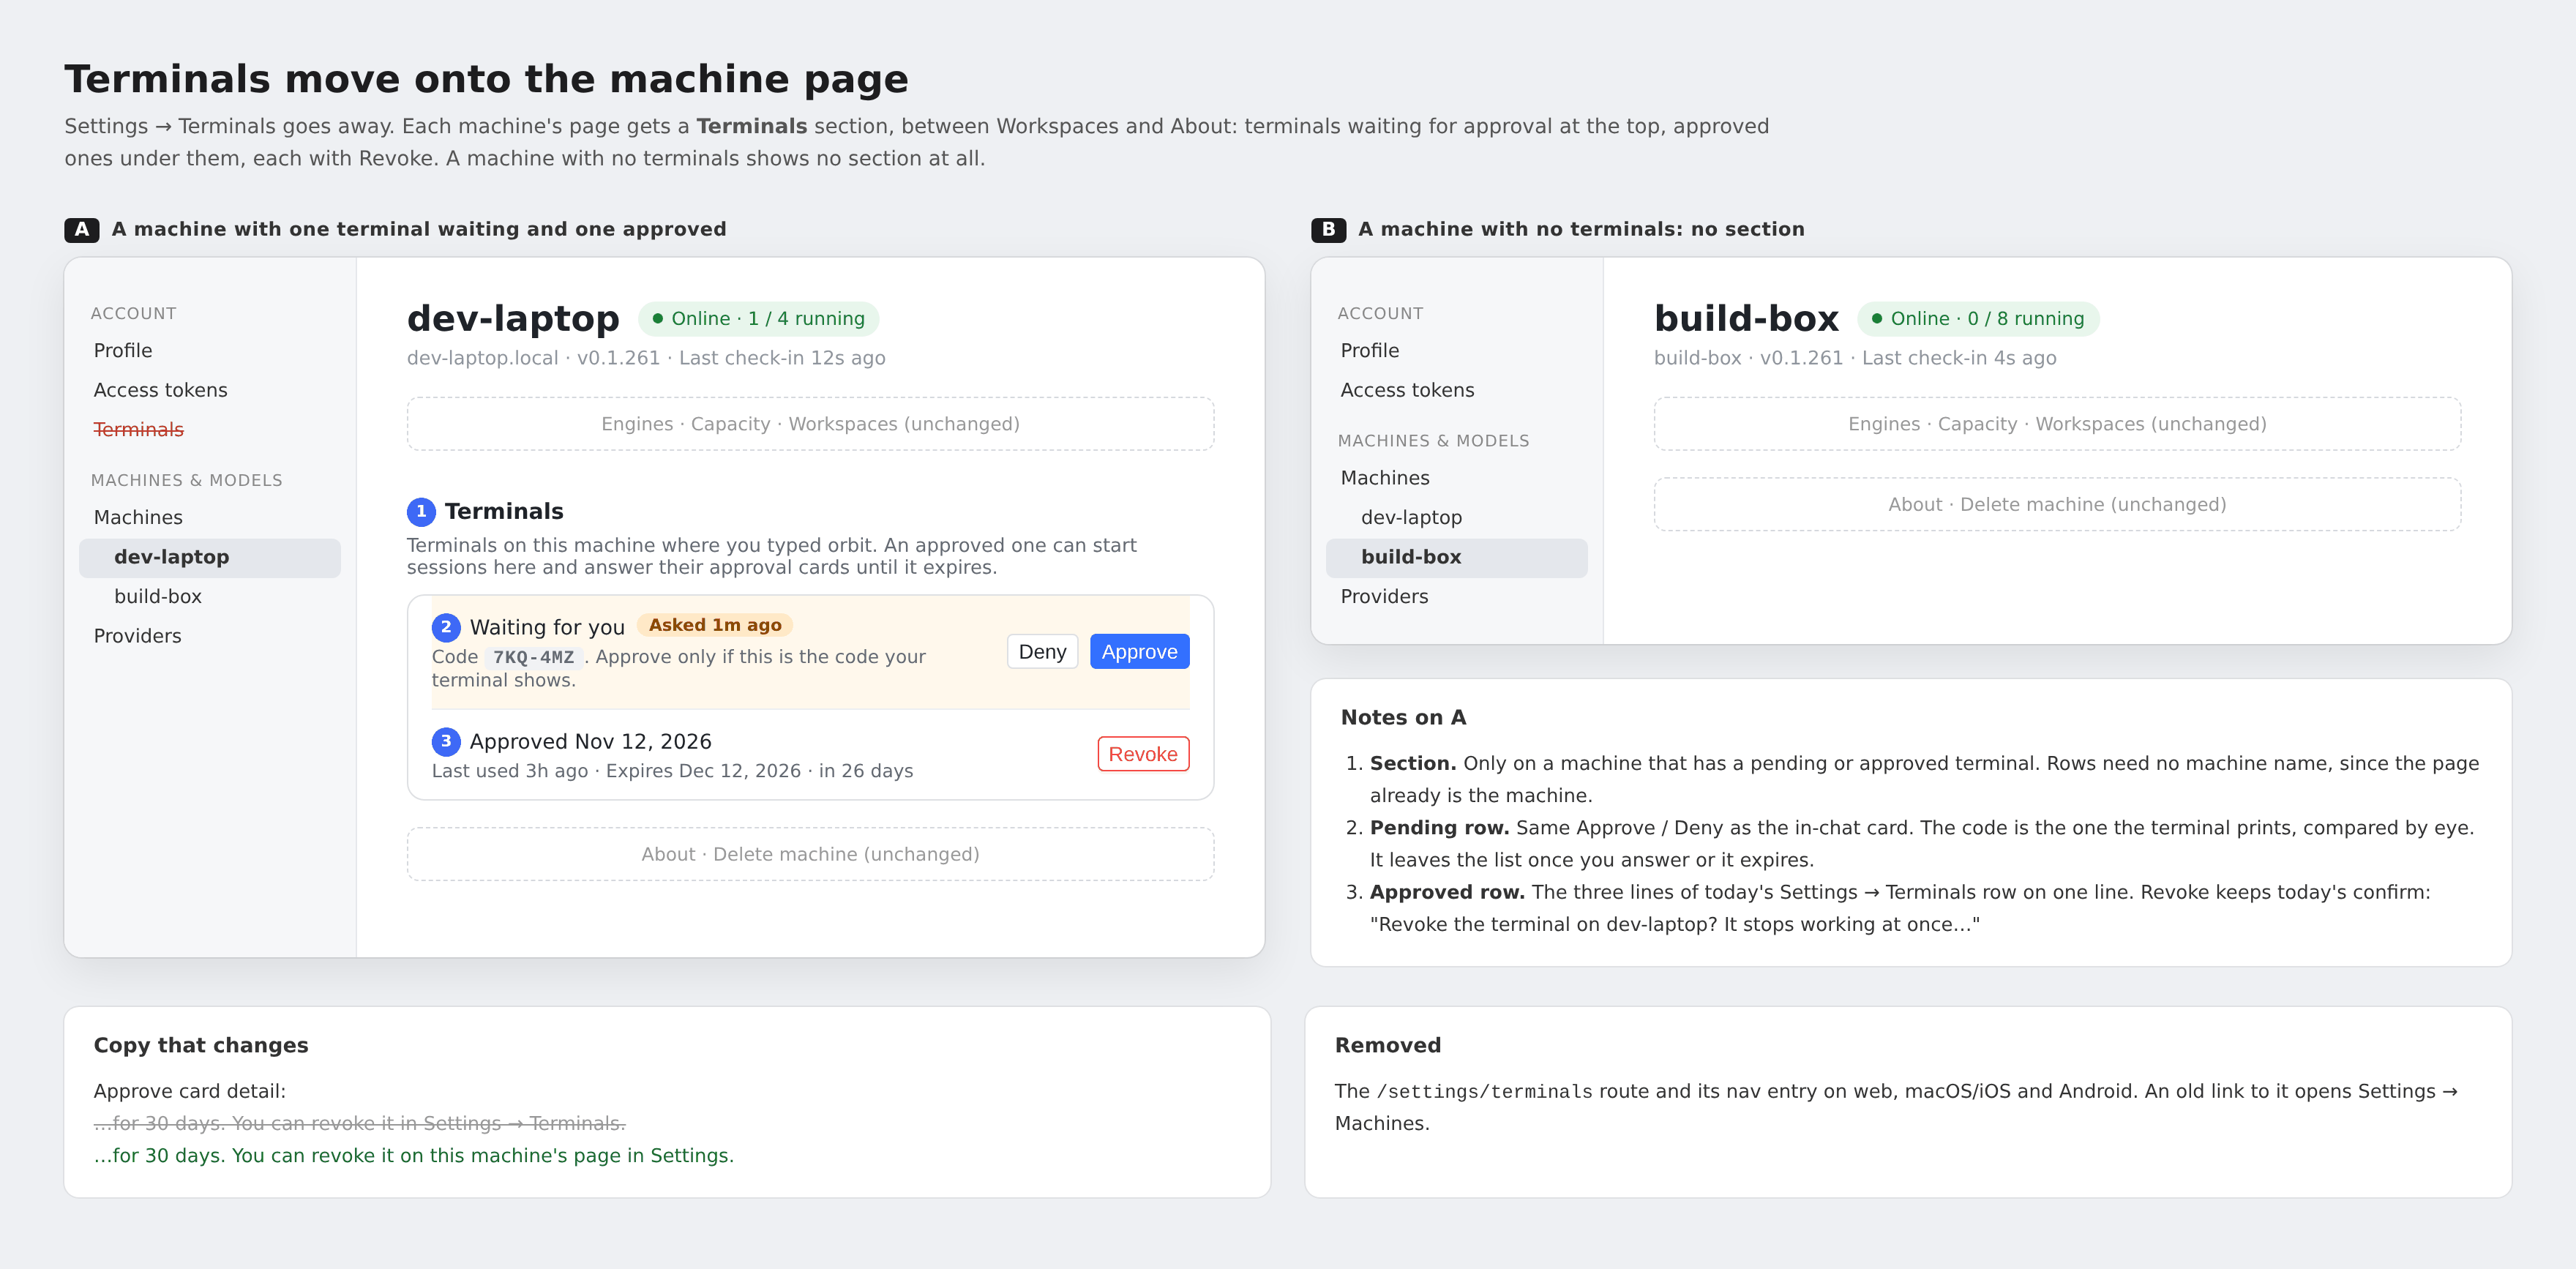 Terminals move onto the machine page
Settings → Terminals goes away. Each machine's page gets a Terminals section, between Workspaces and About: terminals waiting for approval at the top, approved
ones under them, each with Revoke. A machine with no terminals shows no section at all.
A A machine with one terminal waiting and one approved
ACCOUNT
Profile
Access tokens
Terminals
MACHINES & MODELS
Machines
dev-laptop
build-box
Providers
dev-laptop
Online · 1 / 4 running
dev-laptop.local · v0.1.261 · Last check-in 12s ago
Engines · Capacity · Workspaces (unchanged)
1 Terminals
Terminals on this machine where you typed orbit. An approved one can start
sessions here and answer their approval cards until it expires.
2 Waiting for you Asked 1m ago
Code 7KQ-4MZ. Approve only if this is the code your
terminal shows.
Deny
Approve
3 Approved Nov 12, 2026
Last used 3h ago · Expires Dec 12, 2026 · in 26 days
Revoke
About · Delete machine (unchanged)
B A machine with no terminals: no section
ACCOUNT
Profile
Access tokens
MACHINES & MODELS
Machines
dev-laptop
build-box
Providers
build-box
Online · 0 / 8 running
build-box · v0.1.261 · Last check-in 4s ago
Engines · Capacity · Workspaces (unchanged)
About · Delete machine (unchanged)
Notes on A
1. Section. Only on a machine that has a pending or approved terminal. Rows need no machine name, since the page
already is the machine.
2. Pending row. Same Approve / Deny as the in-chat card. The code is the one the terminal prints, compared by eye.
It leaves the list once you answer or it expires.
3. Approved row. The three lines of today's Settings → Terminals row on one line. Revoke keeps today's confirm:
"Revoke the terminal on dev-laptop? It stops working at once…"
Copy that changes
Approve card detail:
…for 30 days. You can revoke it in Settings → Terminals.
…for 30 days. You can revoke it on this machine's page in Settings.
Removed
The /settings/terminals route and its nav entry on web, macOS/iOS and Android. An old link to it opens Settings →
Machines.